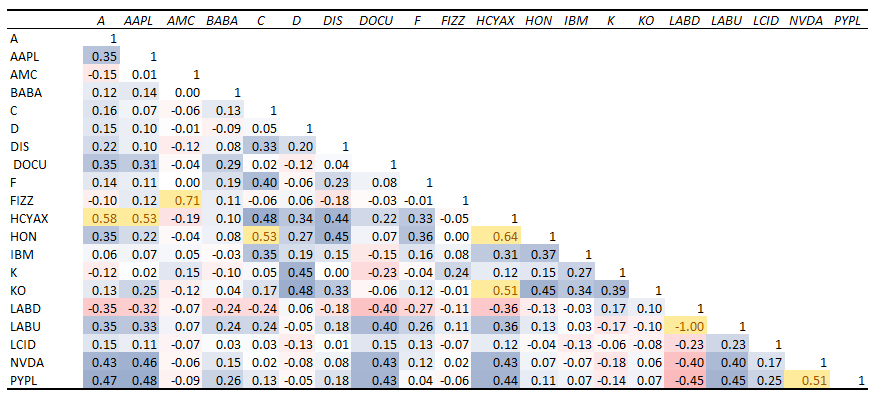 A AAPL AMC BABA C D DIS DOCU F FIZZ HCYAX HON IBM K KO LABD LABU LCID NVDA PYPL
A 1
AAPL 0.35 1
AMC -0.15 0.01 1
BABA 0.12 0.14 0.00 1
C 0.16 0.07 -0.06 0.13 1
D 0.15 0.10 -0.01 -0.09 0.05 1
DIS 0.22 0.10 -0.12 0.08 0.33 0.20 1
DOCU 0.35 0.31 -0.04 0.29 0.02 -0.12 0.04 1
F 0.14 0.11 0.00 0.19 0.40 -0.06 0.23 0.08 1
FIZZ -0.10 0.12 0.71 0.11 -0.06 0.06 -0.18 -0.03 -0.01 1
HCYAX 0.58 0.53 -0.19 0.10 0.48 0.34 0.44 0.22 0.33 -0.05 1
HON 0.35 0.22 -0.04 0.08 0.53 0.27 0.45 0.07 0.36 0.00 0.64 1
IBM 0.06 0.07 0.05 -0.03 0.35 0.19 0.15 -0.15 0.16 0.08 0.31 0.37 1
K -0.12 0.02 0.15 -0.10 0.05 0.45 0.00 -0.23 -0.04 0.24 0.12 0.15 0.27 1
KO 0.13 0.25 -0.12 0.04 0.17 0.48 0.33 -0.06 0.12 -0.01 0.51 0.45 0.34 0.39 1
LABD -0.35 -0.32 -0.07 -0.24 -0.24 0.06 -0.18 -0.40 -0.27 -0.11 -0.36 -0.13 -0.03 0.17 0.10 1
LABU 0.35 0.33 0.07 0.24 0.24 -0.05 0.18 0.40 0.26 0.11 0.36 0.13 0.03 -0.17 -0.10 -1.00 1
LCID 0.15 0.11 -0.07 0.03 0.03 -0.13 0.01 0.15 0.13 -0.07 0.12 -0.04 -0.13 -0.06 -0.08 -0.23 0.23 1
NVDA 0.43 0.46 -0.06 0.15 0.02 -0.08 0.08 0.43 0.12 0.02 0.43 0.07 0.07 -0.18 0.06 -0.40 0.40 0.17 1
PYPL 0.47 0.48 -0.09 0.26 0.13 -0.05 0.18 0.43 0.04 -0.06 0.44 0.11 0.07 -0.14 0.07 -0.45 0.45 0.25 0.51 1